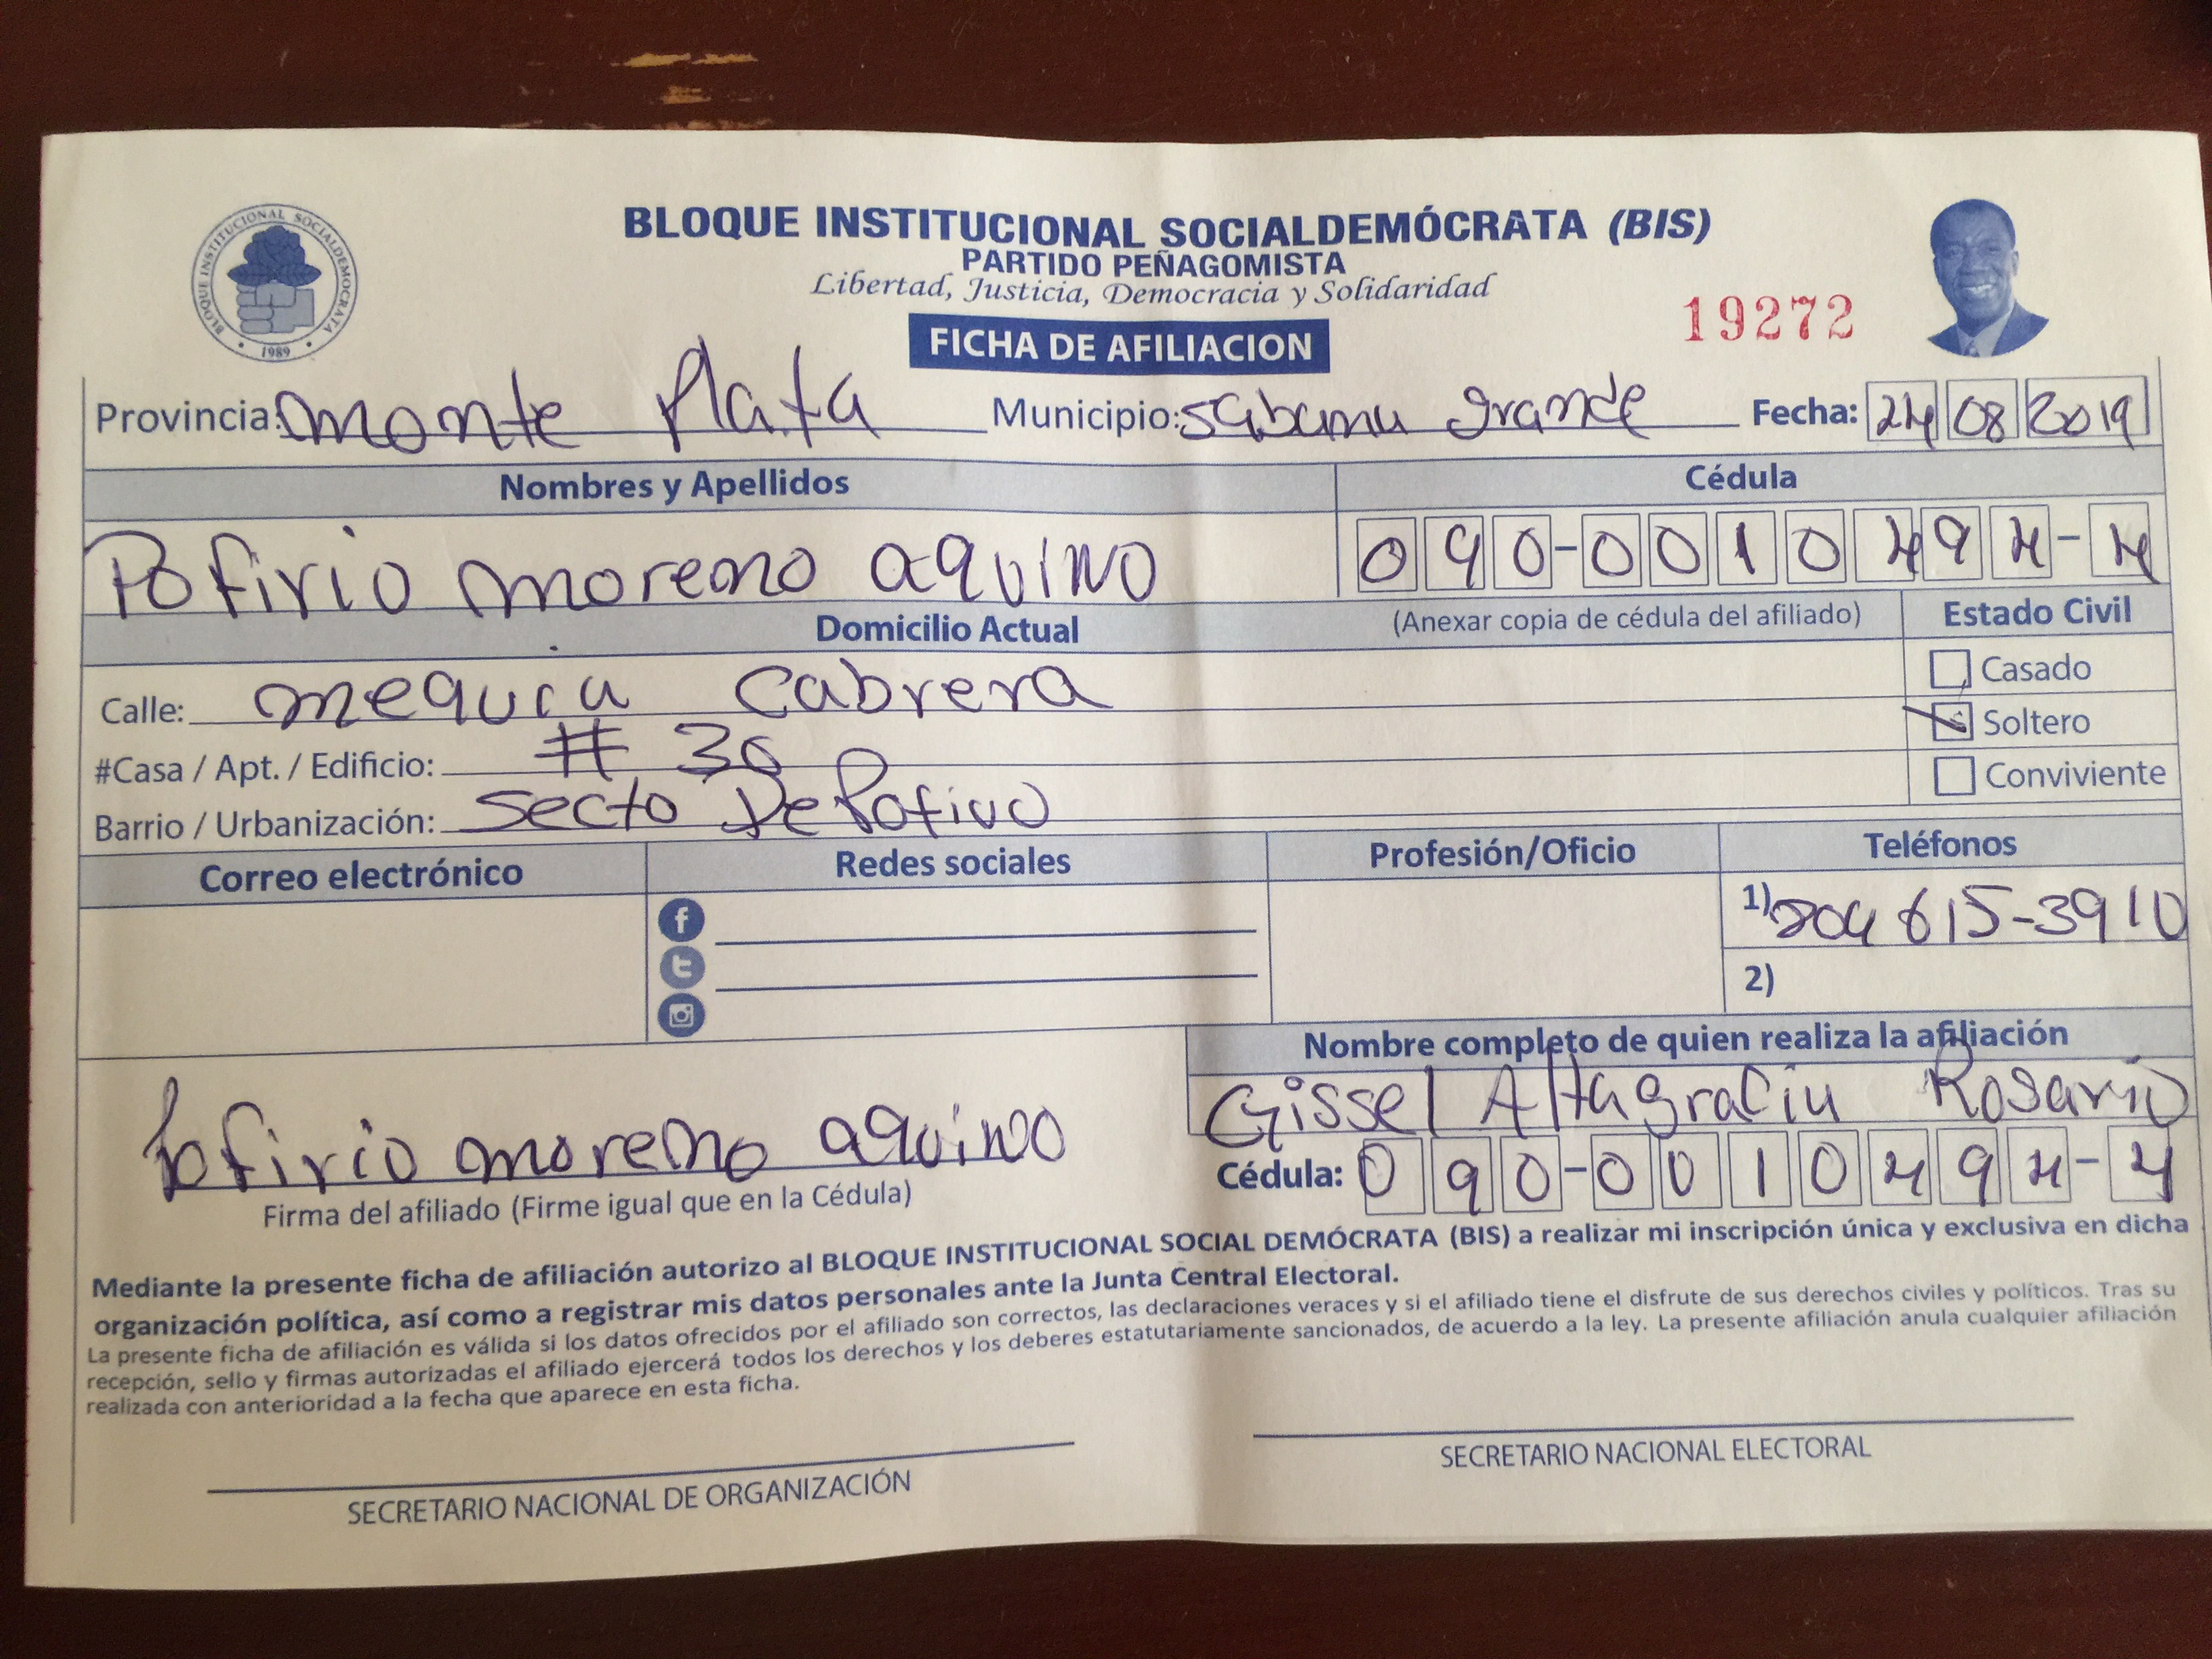 BLOQUE INSTITUCIONAL SOCIALDEMOCRATA
1989
BLOQUE INSTITUCIONAL SOCIALDEMÓCRATA (BIS)
PARTIDO PEÑAGOMISTA
Libertad, Justicia, Democracia y Solidaridad
19272
FICHA DE AFILIACION
Provincia: monte Plata Municipio: sabana grande Fecha: 24 08 2019
Nombres y Apellidos Cédula
Pofirio moreno aquino 090-0010494-4
Domicilio Actual (Anexar copia de cédula del afiliado) Estado Civil
Calle: mequia Cabrera Casado
#Casa / Apt. / Edificio: # 30 Soltero
Barrio / Urbanización: secto De Conviviente
Correo electrónico Redes sociales Profesión/Oficio Teléfonos
1) 809 615-3910
2)
Nombre completo de quien realiza la afiliación
Gissel Altagracia Rosario
Pofirio moreno aquino Cédula: 090-0010494-4
Firma del afiliado (Firme igual que en la Cédula)
Mediante la presente ficha de afiliación autorizo al BLOQUE INSTITUCIONAL SOCIAL DEMÓCRATA (BIS) a realizar mi inscripción única y exclusiva en dicha
organización política, así como a registrar mis datos personales ante la Junta Central Electoral.
La presente ficha de afiliación es válida si los datos ofrecidos por el afiliado son correctos, las declaraciones veraces y si el afiliado tiene el disfrute de sus derechos civiles y políticos. Tras su
recepción, sello y firmas autorizadas el afiliado ejercerá todos los derechos y los deberes estatutariamente sancionados, de acuerdo a la ley. La presente afiliación anula cualquier afiliación
realizada con anterioridad a la fecha que aparece en esta ficha.
SECRETARIO NACIONAL DE ORGANIZACIÓN SECRETARIO NACIONAL ELECTORAL